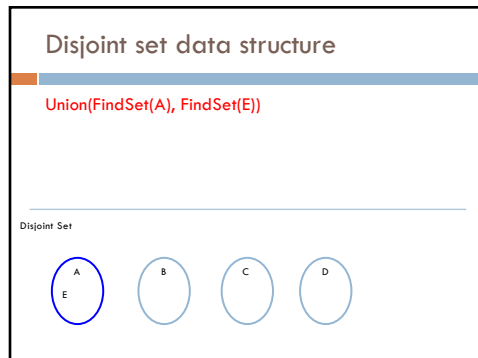 Disjoint set data structure
Union(FindSet(A), FindSet(E))
Disjoint Set
A B C D
E